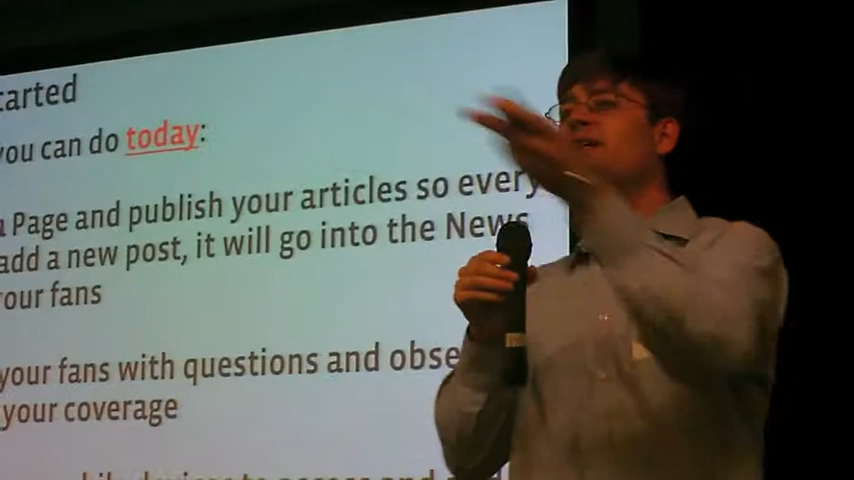 tarted
you can do today:
a Page and publish your articles so every
add a new post, it will go into the News
our fans
your fans with questions and obse
your coverage